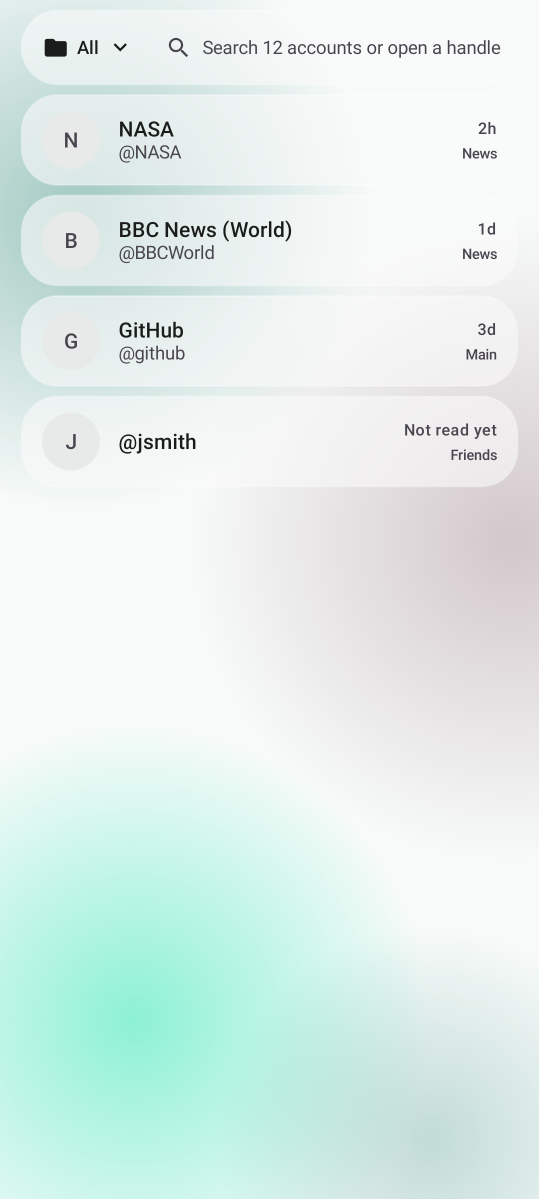 All
Search 12 accounts or open a handle
N
NASA
@NASA
2h
News
B
BBC News (World)
@BBCWorld
1d
News
G
GitHub
@github
3d
Main
J
@jsmith
Not read yet
Friends